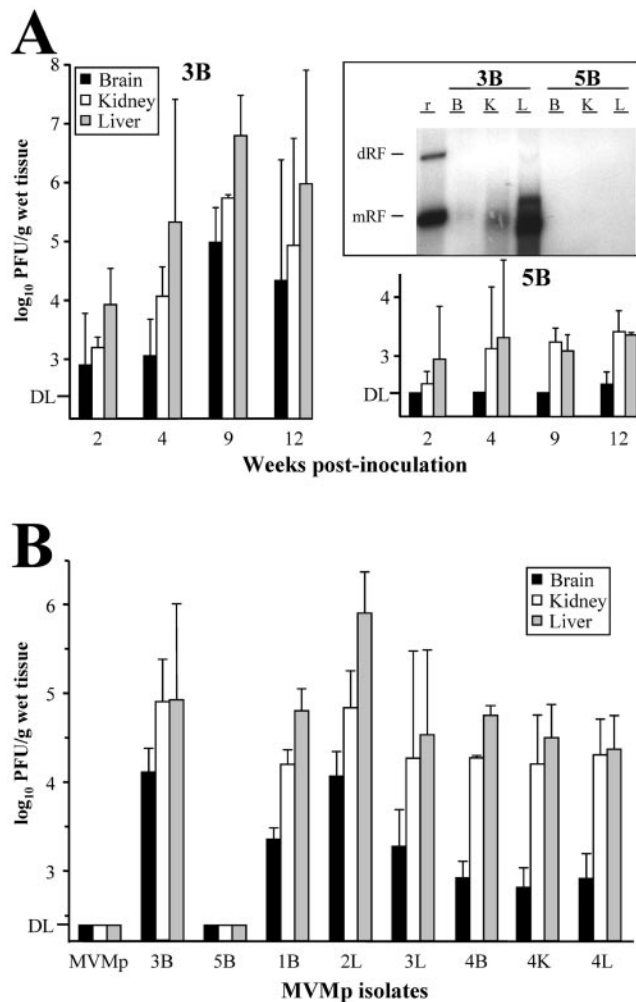 A
3B
Brain
Kidney
Liver
log₁₀ PFU/g wet tissue
8
7
6
5
4
3
DL
2 4 9 12
3B 5B
r B K L B K L
dRF
mRF
5B
4
3
DL
2 4 9 12
Weeks post-inoculation
B
Brain
Kidney
Liver
log₁₀ PFU/g wet tissue
6
5
4
3
DL
MVMp 3B 5B 1B 2L 3L 4B 4K 4L
MVMp isolates